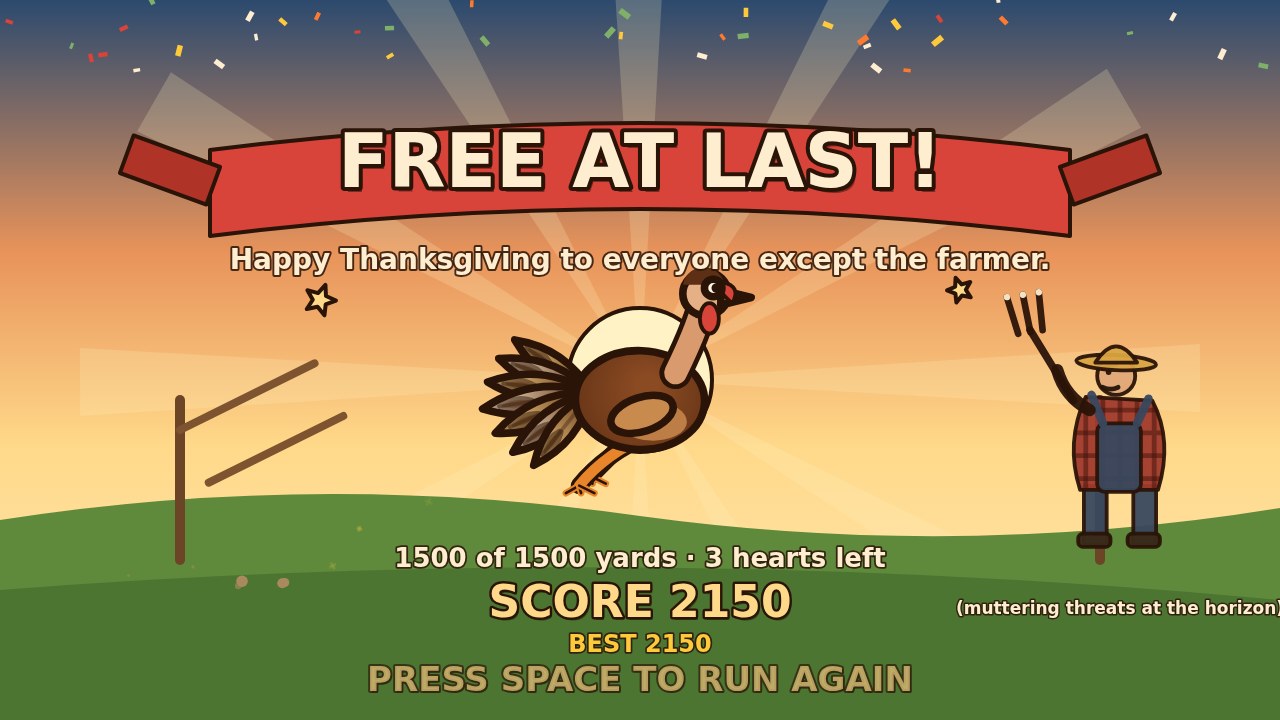 FREE AT LAST!
Happy Thanksgiving to everyone except the farmer.
1500 of 1500 yards · 3 hearts left
SCORE 2150
(muttering threats at the horizon)
BEST 2150
PRESS SPACE TO RUN AGAIN